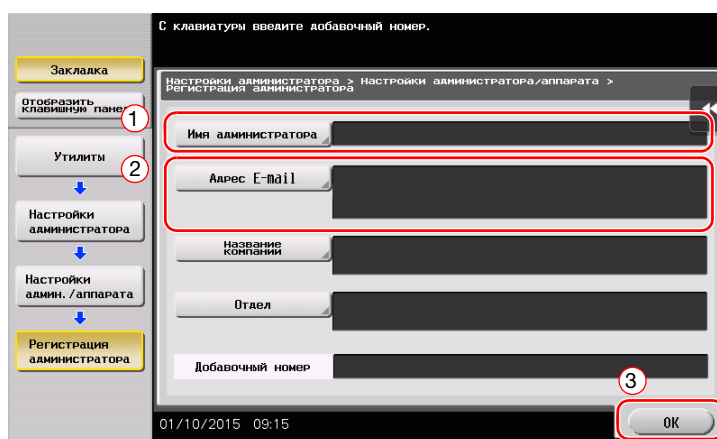 С клавиатуры введите добавочный номер.
Закладка
Отобразить
клавишную пане
1
Настройки администратора > Настройки администратора/аппарата >
Регистрация администратора
Имя администратора
Утилиты
2
Адрес E-mail
Настройки
администратора
Название
компании
Настройки
админ./аппарата
Отдел
Регистрация
администратора
Добавочный номер
3
01/10/2015 09:15
OK